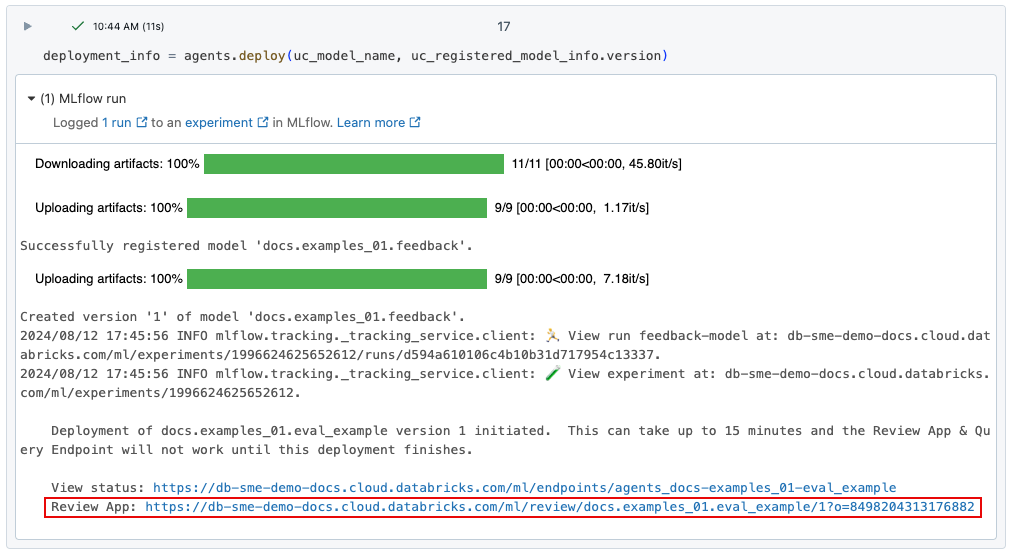 10:44 AM (11s)
17
deployment_info = agents.deploy(uc_model_name, uc_registered_model_info.version)
(1) MLflow run
Logged 1 run to an experiment in MLflow. Learn more
Downloading artifacts: 100% 11/11 [00:00<00:00, 45.80it/s]
Uploading artifacts: 100% 9/9 [00:00<00:00, 1.17it/s]
Successfully registered model 'docs.examples_01.feedback'.
Uploading artifacts: 100% 9/9 [00:00<00:00, 7.18it/s]
Created version '1' of model 'docs.examples_01.feedback'.
2024/08/12 17:45:56 INFO mlflow.tracking._tracking_service.client: 🏃 View run feedback-model at: db-sme-demo-docs.cloud.dat
abricks.com/ml/experiments/1996624625652612/runs/d594a610106c4b10b31d717954c13337.
2024/08/12 17:45:56 INFO mlflow.tracking._tracking_service.client: 🧪 View experiment at: db-sme-demo-docs.cloud.databricks.
com/ml/experiments/1996624625652612.
Deployment of docs.examples_01.eval_example version 1 initiated.  This can take up to 15 minutes and the Review App & Qu
ery Endpoint will not work until this deployment finishes.
View status: https://db-sme-demo-docs.cloud.databricks.com/ml/endpoints/agents_docs-examples_01-eval_example
Review App: https://db-sme-demo-docs.cloud.databricks.com/ml/review/docs.examples_01.eval_example/1?o=8498204313176882